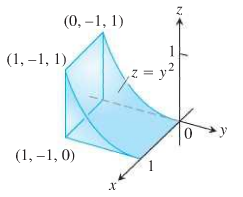 z
(0, −1, 1)
(1, −1, 1)
1
z = y²
0
y
(1, −1, 0)
1
x